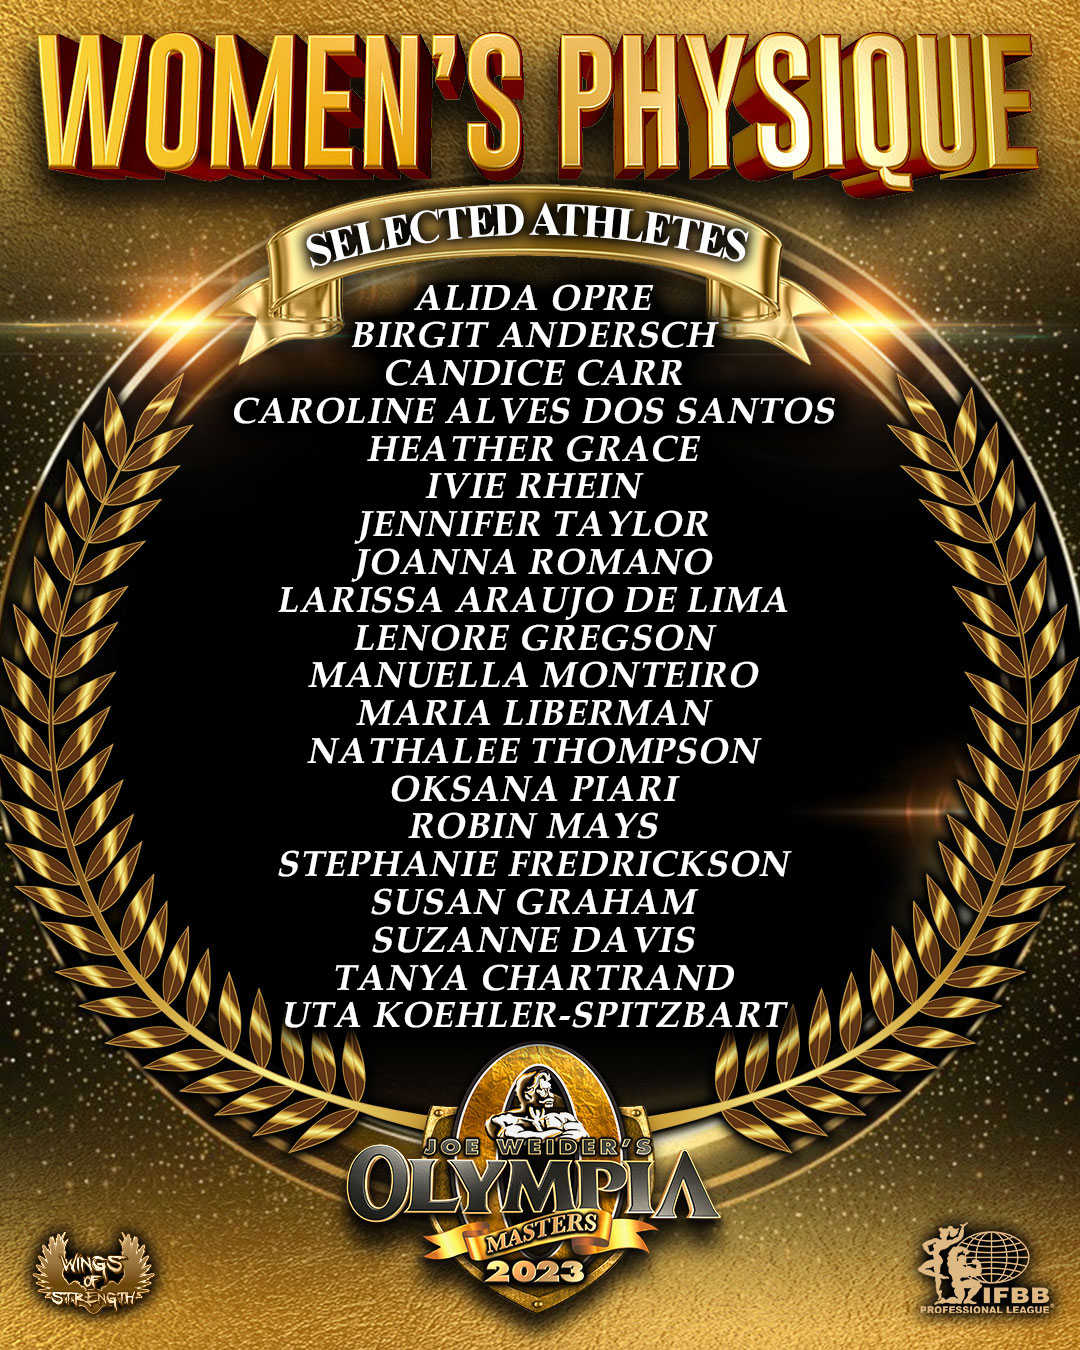 WOMEN'S PHYSIQUE
SELECTED ATHLETES
ALIDA OPRE
BIRGIT ANDERSCH
CANDICE CARR
CAROLINE ALVES DOS SANTOS
HEATHER GRACE
IVIE RHEIN
JENNIFER TAYLOR
JOANNA ROMANO
LARISSA ARAUJO DE LIMA
LENORE GREGSON
MANUELLA MONTEIRO
MARIA LIBERMAN
NATHALEE THOMPSON
OKSANA PIARI
ROBIN MAYS
STEPHANIE FREDRICKSON
SUSAN GRAHAM
SUZANNE DAVIS
TANYA CHARTRAND
UTA KOEHLER-SPITZBART
JOE WEIDER'S
OLYMPIA
MASTERS
2023
WINGS
OF
STRENGTH
IFBB
PROFESSIONAL LEAGUE